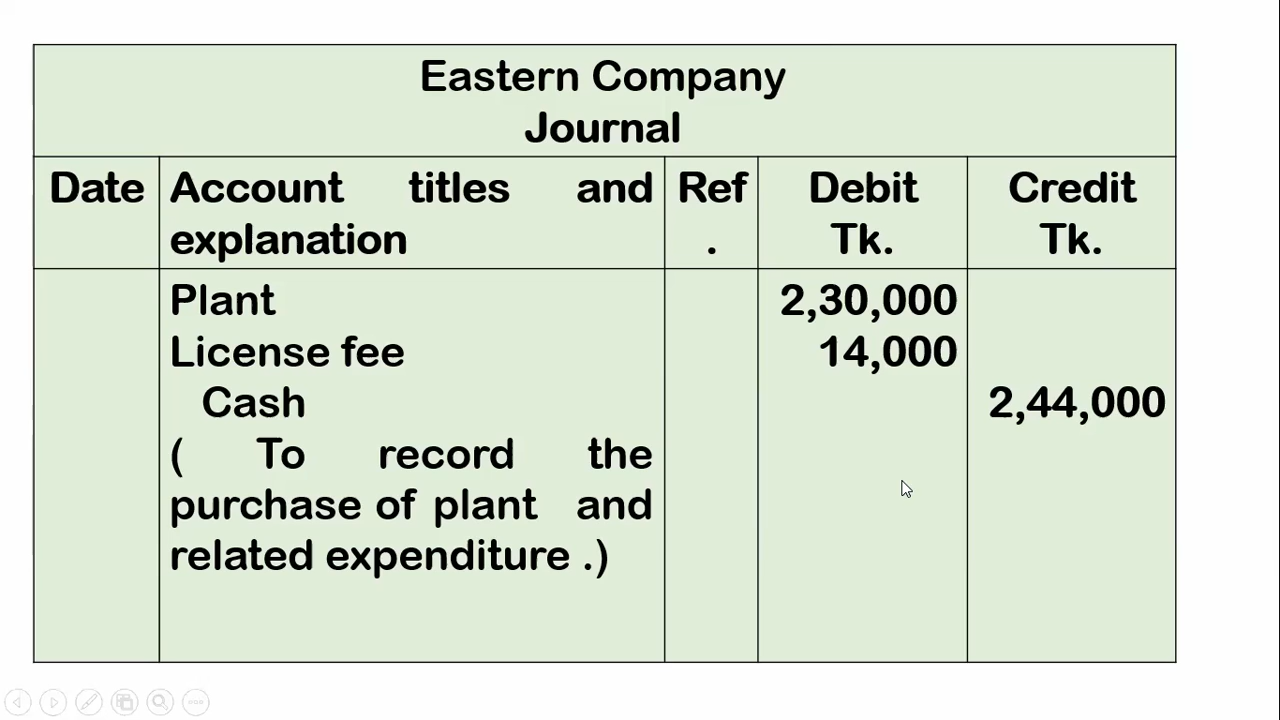 Eastern Company
Journal
Date Account titles and explanation Ref. Debit Tk. Credit Tk.
Plant 2,30,000
License fee 14,000
Cash 2,44,000
( To record the
purchase of plant and
related expenditure .)